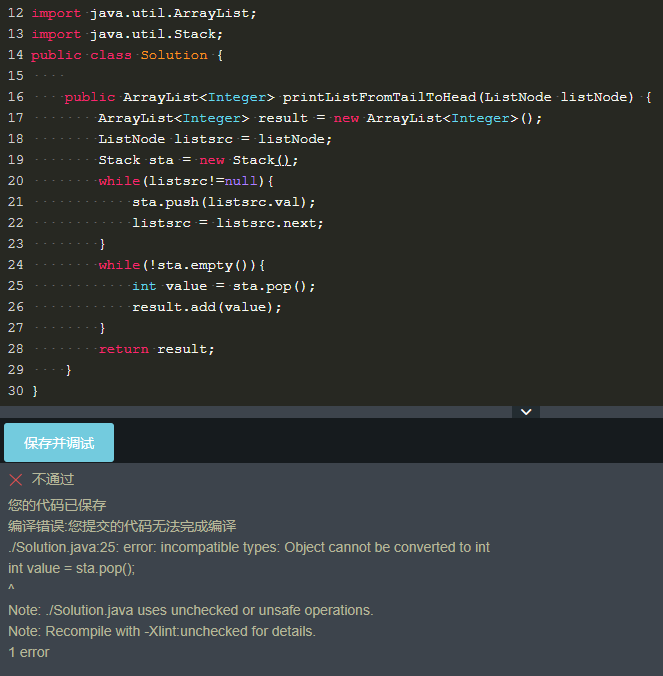 12 import java.util.ArrayList;
13 import java.util.Stack;
14 public class Solution {
15
16     public ArrayList<Integer> printListFromTailToHead(ListNode listNode) {
17         ArrayList<Integer> result = new ArrayList<Integer>();
18         ListNode listsrc = listNode;
19         Stack sta = new Stack();
20         while(listsrc!=null){
21             sta.push(listsrc.val);
22             listsrc = listsrc.next;
23         }
24         while(!sta.empty()){
25             int value = sta.pop();
26             result.add(value);
27         }
28         return result;
29     }
30 }
保存并调试
不通过
您的代码已保存
编译错误:您提交的代码无法完成编译
./Solution.java:25: error: incompatible types: Object cannot be converted to int
int value = sta.pop();
^
Note: ./Solution.java uses unchecked or unsafe operations.
Note: Recompile with -Xlint:unchecked for details.
1 error